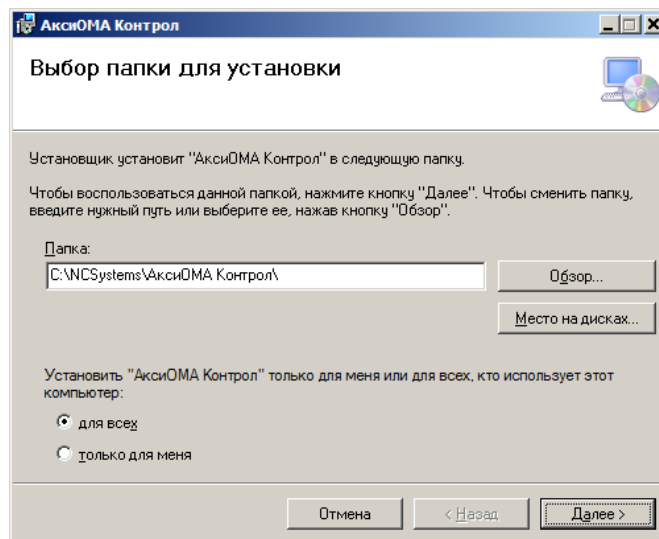 АксиОМА Контрол
Выбор папки для установки
Установщик установит "АксиОМА Контрол" в следующую папку.
Чтобы воспользоваться данной папкой, нажмите кнопку "Далее". Чтобы сменить папку,
введите нужный путь или выберите ее, нажав кнопку "Обзор".
Папка:
C:\NCSystems\АксиОМА Контрол\
Обзор...
Место на дисках...
Установить "АксиОМА Контрол" только для меня или для всех, кто использует этот
компьютер:
для всех
только для меня
Отмена
< Назад
Далее >